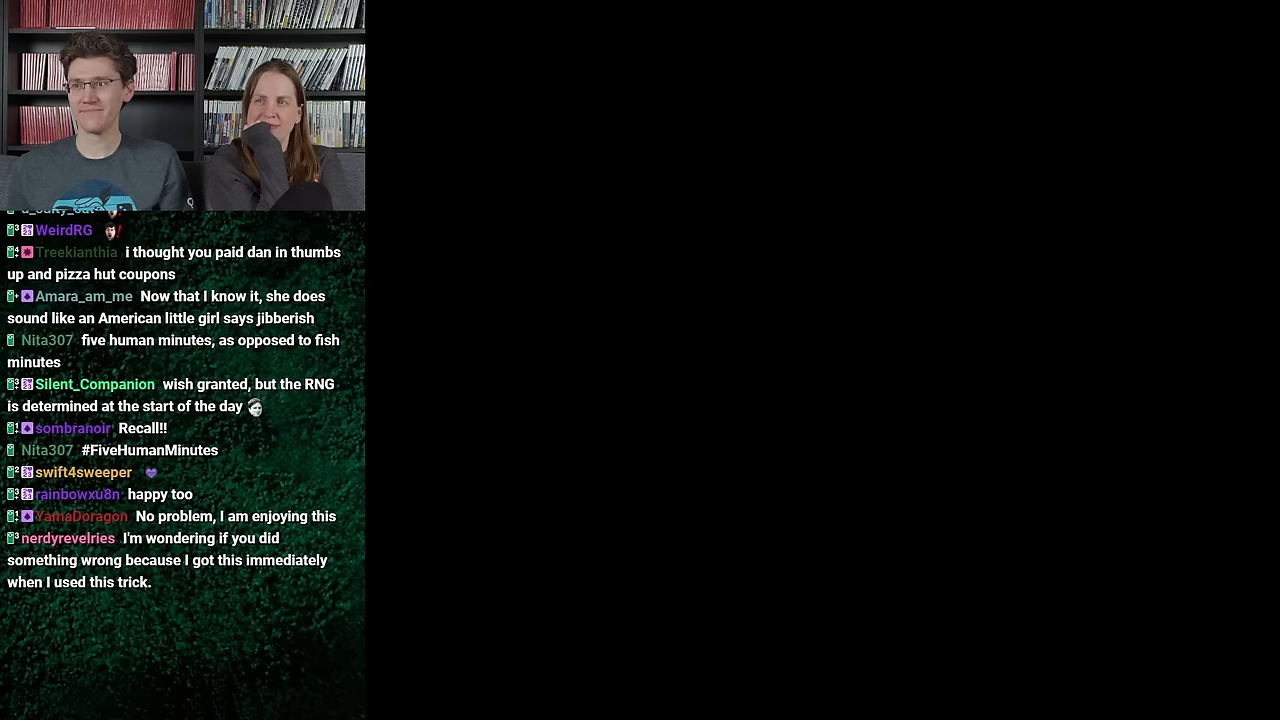 WeirdRG
Treekianthia i thought you paid dan in thumbs
up and pizza hut coupons
Amara_am_me Now that I know it, she does
sound like an American little girl says jibberish
Nita307 five human minutes, as opposed to fish
minutes
Silent_Companion wish granted, but the RNG
is determined at the start of the day
sombranoir Recall!!
Nita307 #FiveHumanMinutes
swift4sweeper
rainbowxu8n happy too
YamaDoragon No problem, I am enjoying this
nerdyrevelries I'm wondering if you did
something wrong because I got this immediately
when I used this trick.